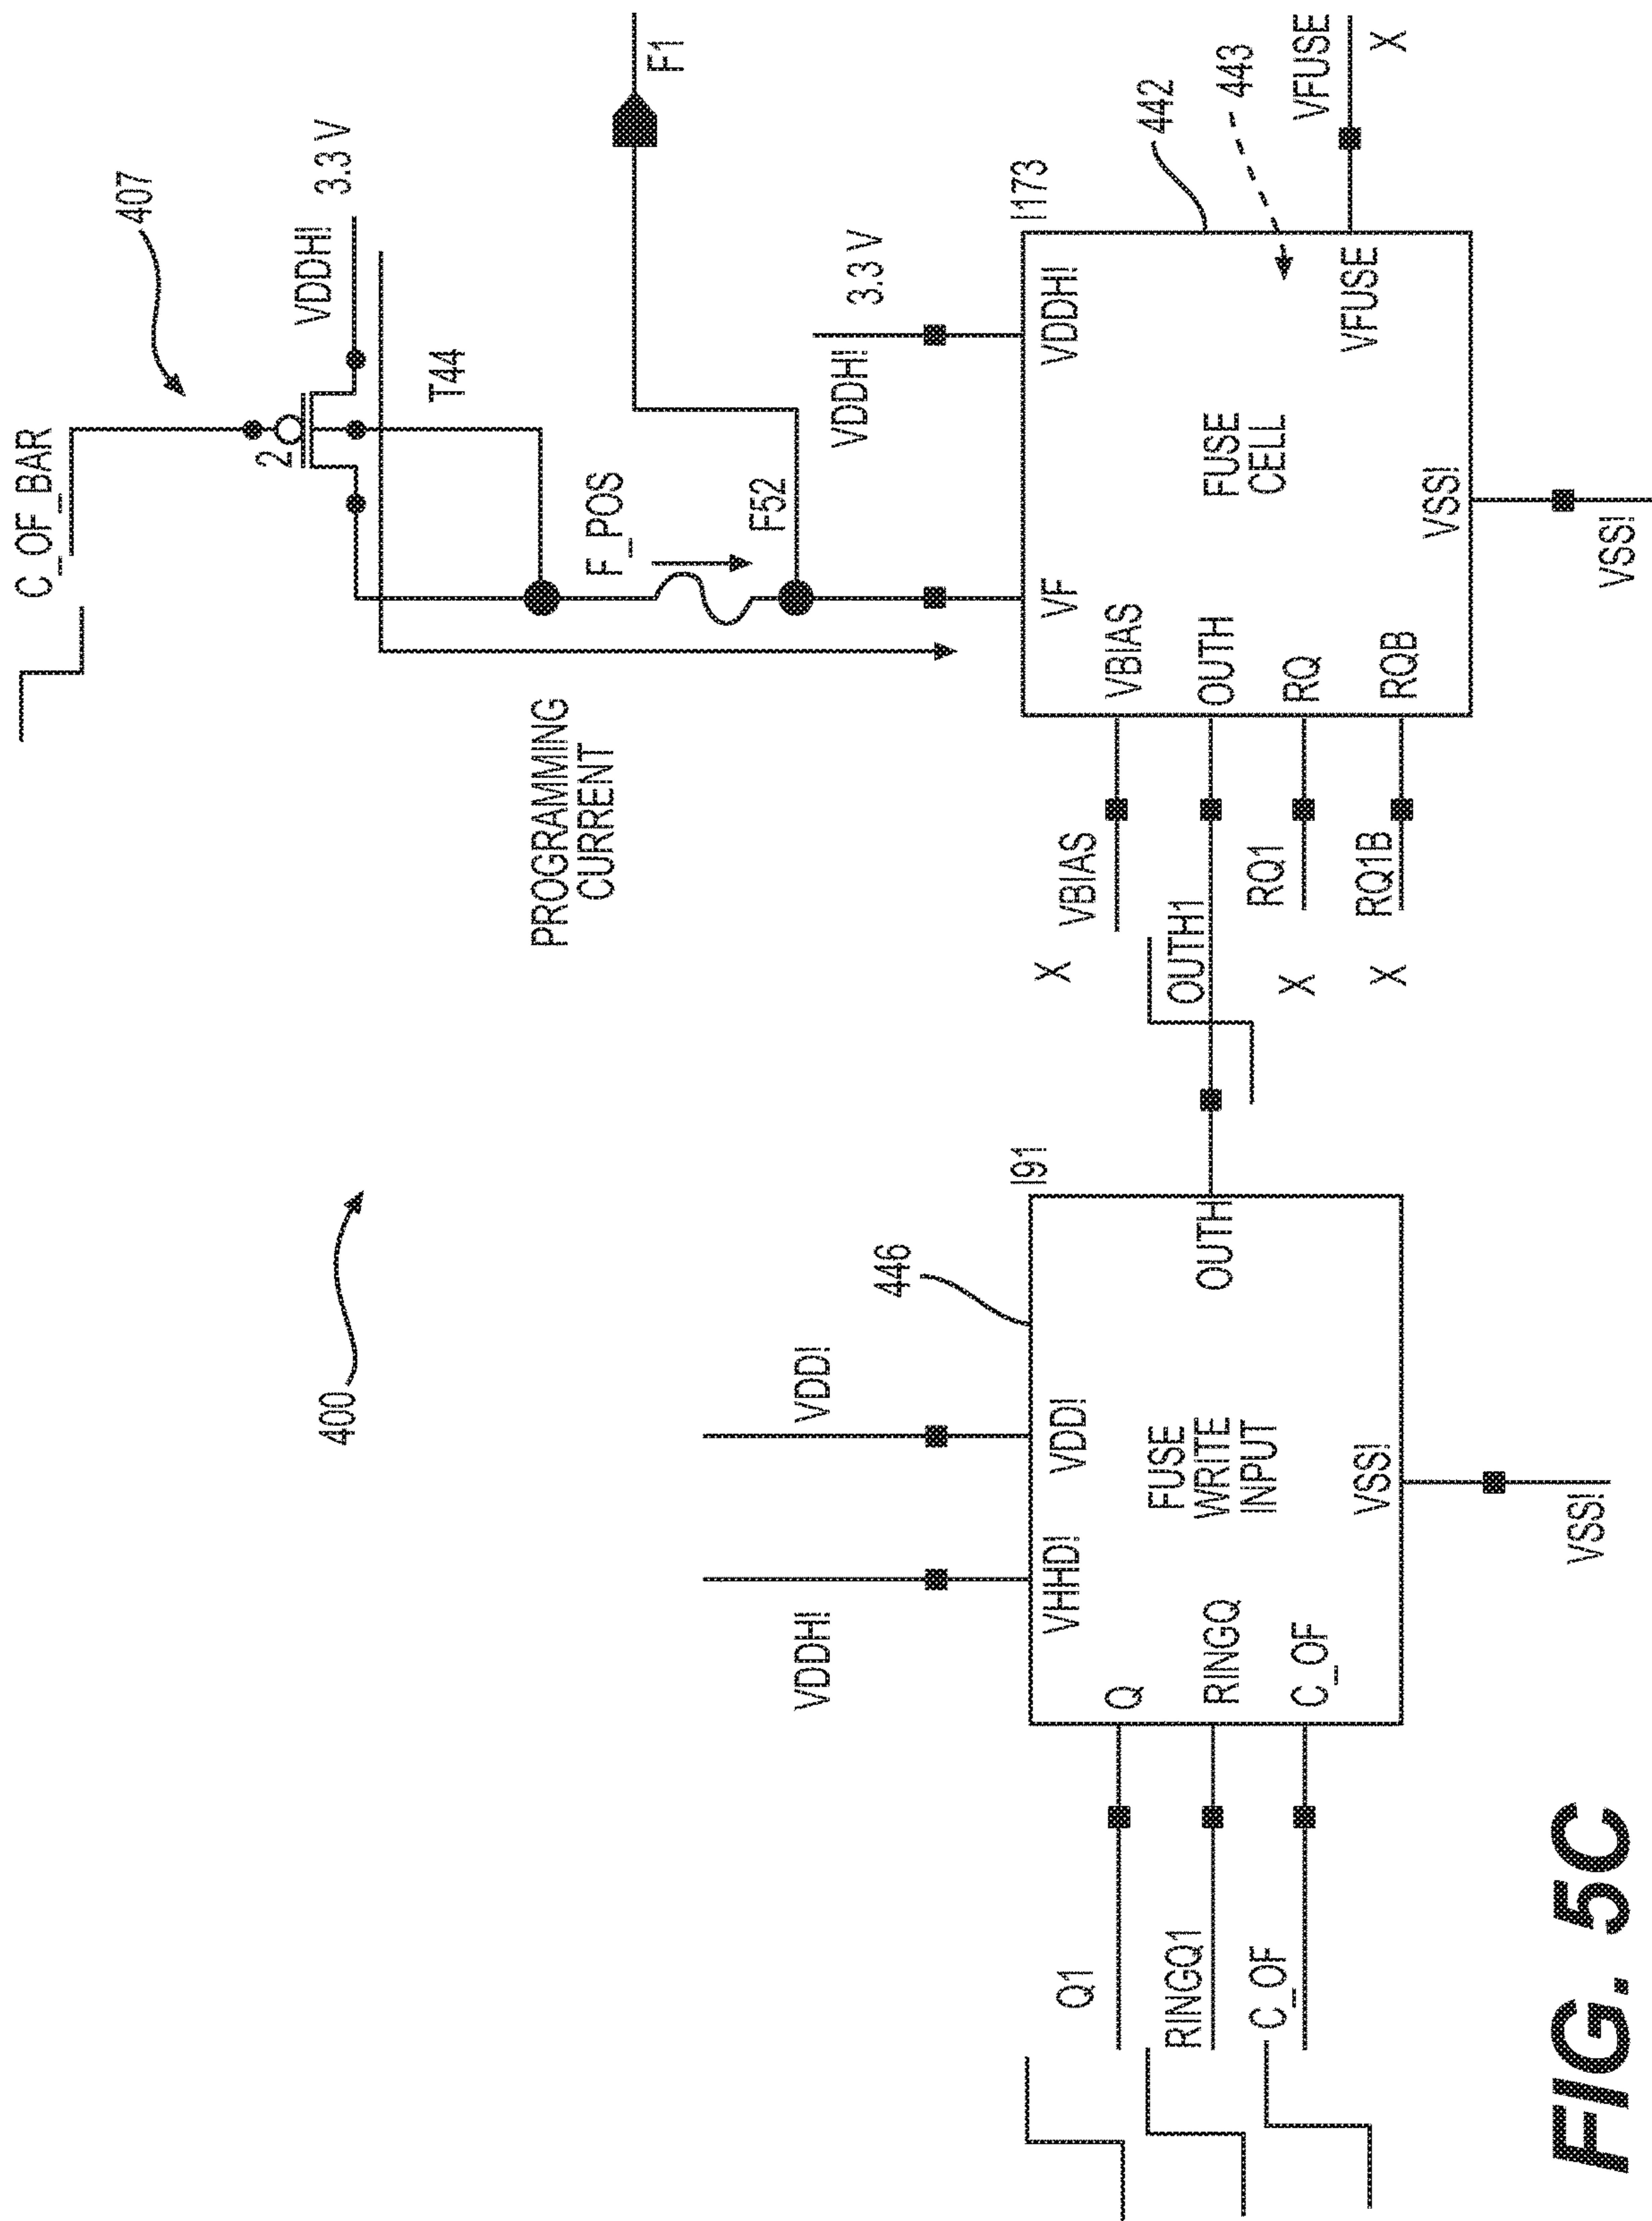 C_OF_BAR
407
2
VDDH!
3.3 V
400
T44
PROGRAMMING
CURRENT
F_POS
F1
F52
VDDH!
VDD!
446
I91
VHHD!
VDD!
Q1
Q
RINGQ1
RINGQ
C_OF
C_OF
FUSE
WRITE
INPUT
OUTH
VSS!
VSS!
VDDH!
3.3 V
I173
442
443
VF
VDDH!
X
VBIAS
VBIAS
OUTH1
OUTH
X
RQ1
RQ
X
RQ1B
RQB
FUSE
CELL
VFUSE
VFUSE
X
VSS!
VSS!
FIG. 5C